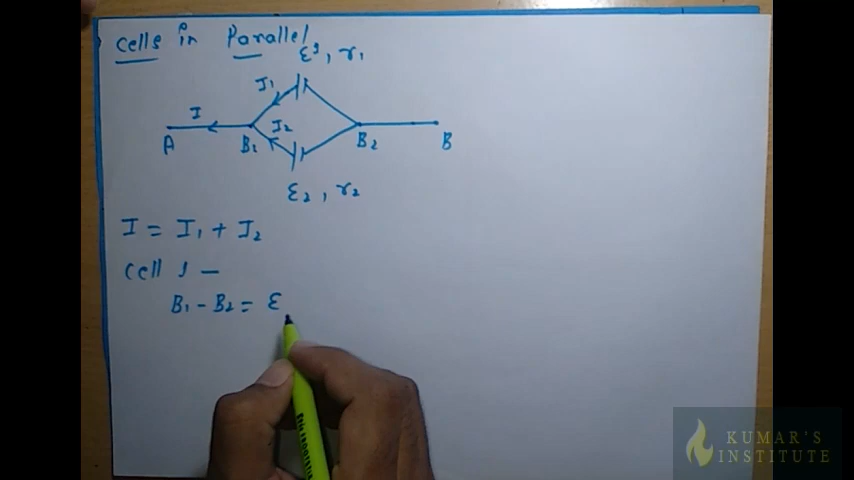 Cells in Parallel
ε1, r1
I1
I
I2
A B1 B2 B
ε2, r2
I = I1 + I2
Cell 1 –
B1 – B2 = ε
KUMAR'S
INSTITUTE